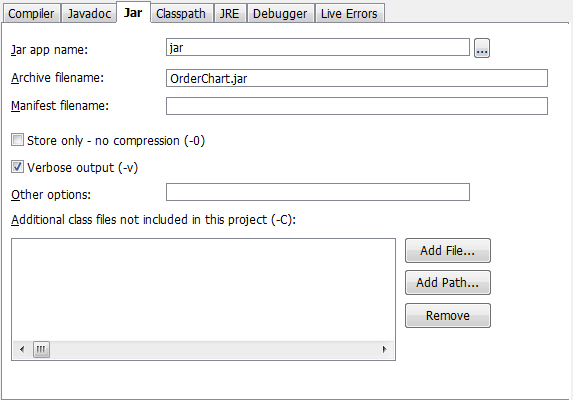 Compiler Javadoc Jar Classpath JRE Debugger Live Errors
Jar app name: jar ...
Archive filename: OrderChart.jar
Manifest filename:
Store only - no compression (-0)
Verbose output (-v)
Other options:
Additional class files not included in this project (-C):
Add File...
Add Path...
Remove